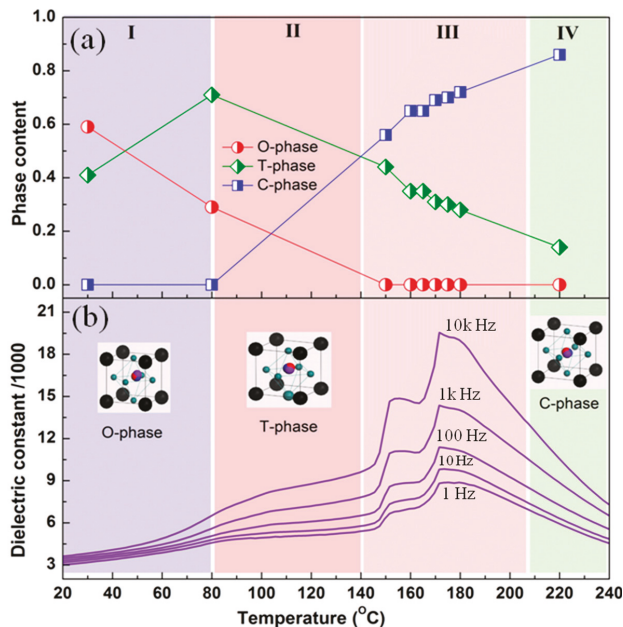 I II III IV
(a)
Phase content
1.0
0.8
0.6
0.4
0.2
0.0
O-phase
T-phase
C-phase
(b)
Dielectric constant /1000
21
18
15
12
9
6
3
O-phase
T-phase
C-phase
10k Hz
1k Hz
100 Hz
10 Hz
1 Hz
20 40 60 80 100 120 140 160 180 200 220 240
Temperature (°C)